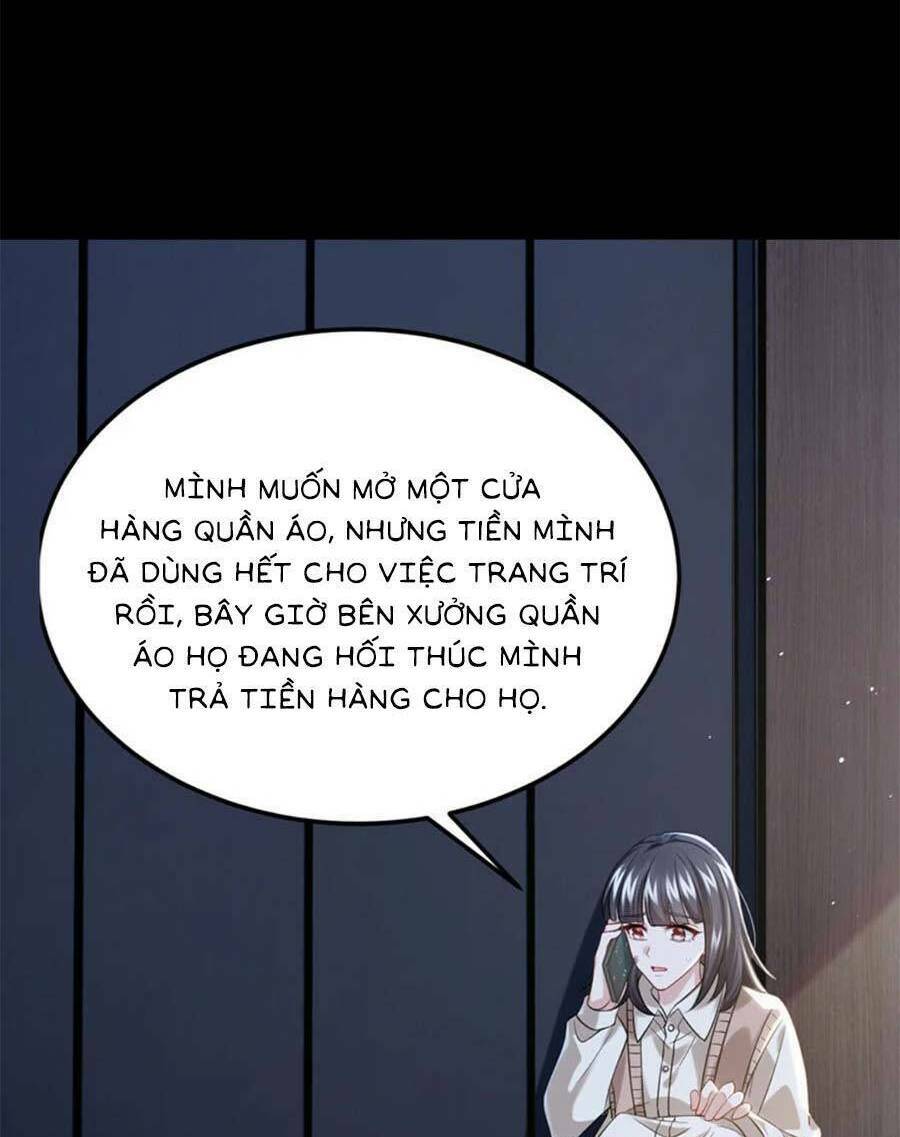 MÌNH MUỐN MỞ MỘT CỬA
HÀNG QUẦN ÁO, NHƯNG TIỀN MÌNH
ĐÃ DÙNG HẾT CHO VIỆC TRANG TRÍ
RỒI, BÂY GIỜ BÊN XƯỞNG QUẦN
ÁO HỌ ĐANG HỐI THÚC MÌNH
TRẢ TIỀN HÀNG CHO HỌ.